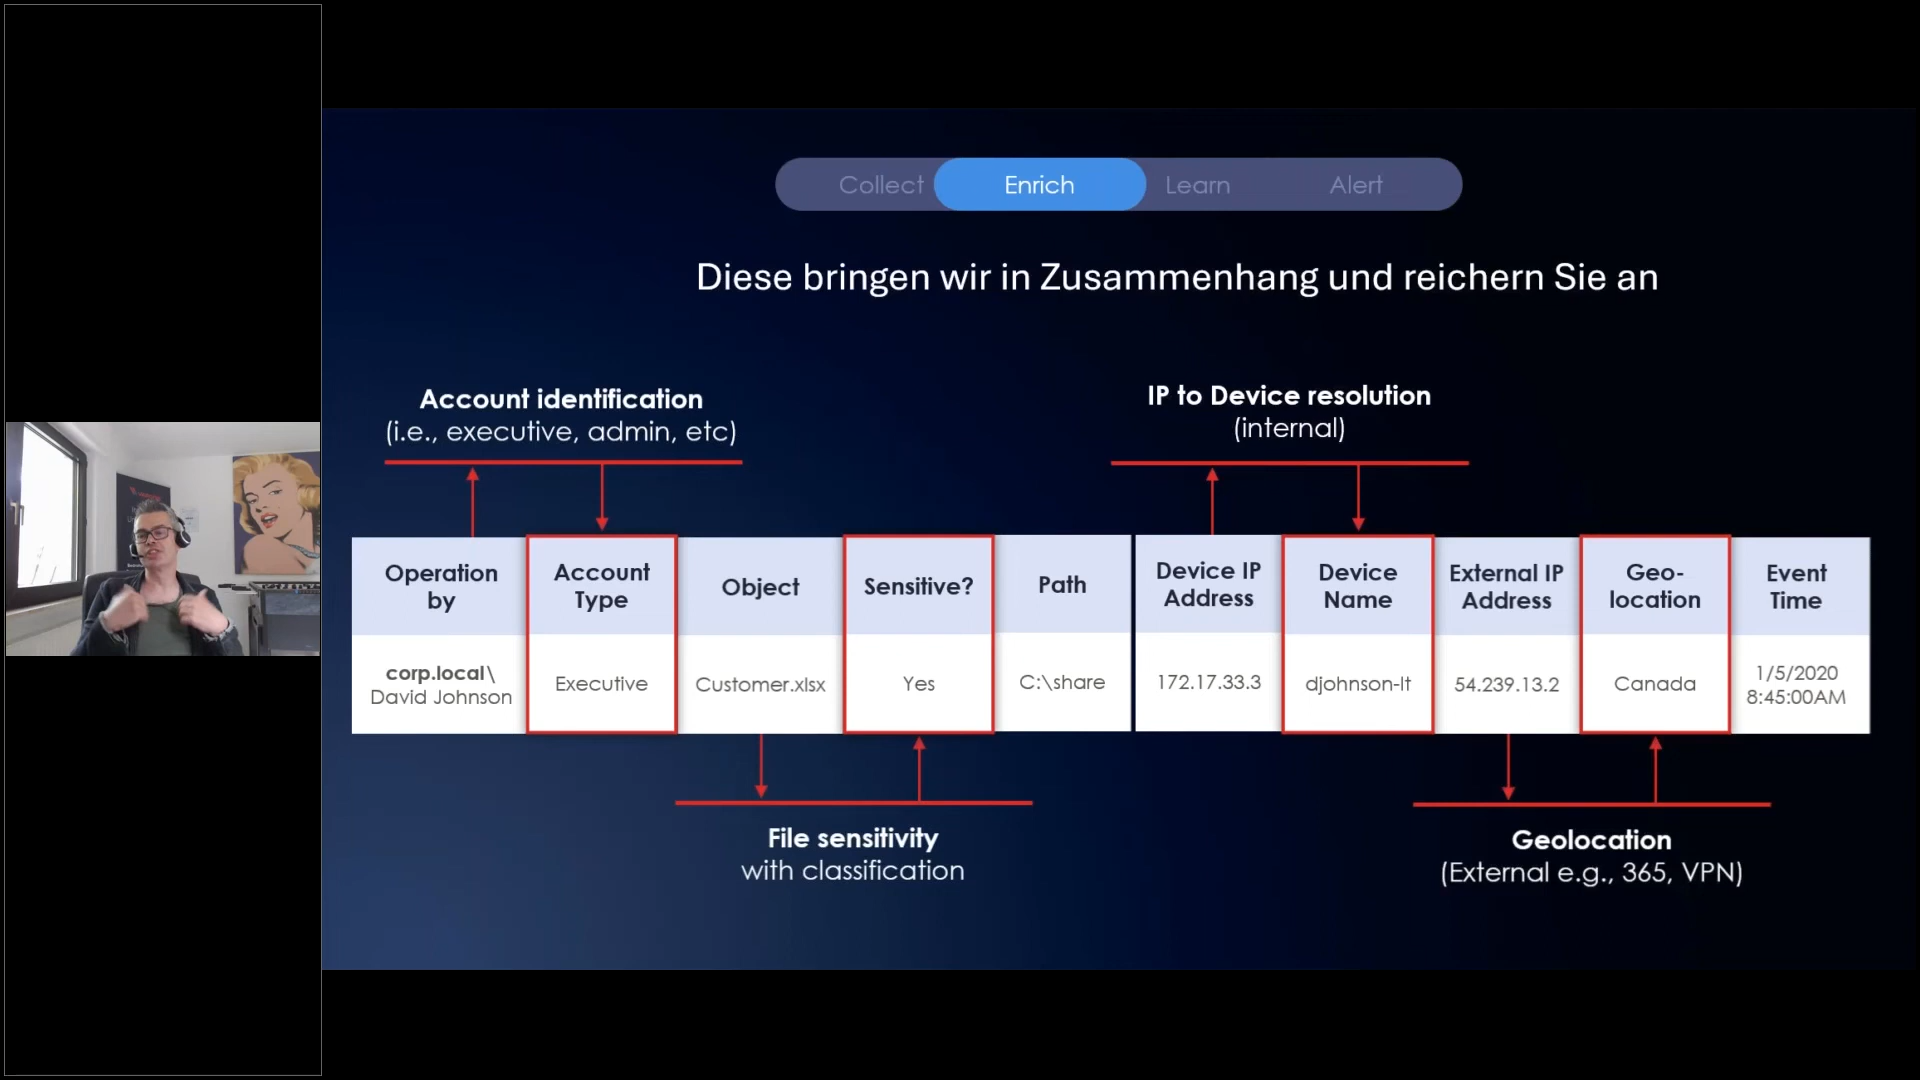 Collect Enrich Learn Alert
Diese bringen wir in Zusammenhang und reichern Sie an
Account identification
(i.e., executive, admin, etc)
IP to Device resolution
(internal)
Operation by
Account Type
Object
Sensitive?
Path
Device IP Address
Device Name
External IP Address
Geo-
location
Event Time
corp.local\
David Johnson
Executive
Customer.xlsx
Yes
C:\share
172.17.33.3
djohnson-lt
54.239.13.2
Canada
1/5/2020
8:45:00AM
File sensitivity
with classification
Geolocation
(External e.g., 365, VPN)